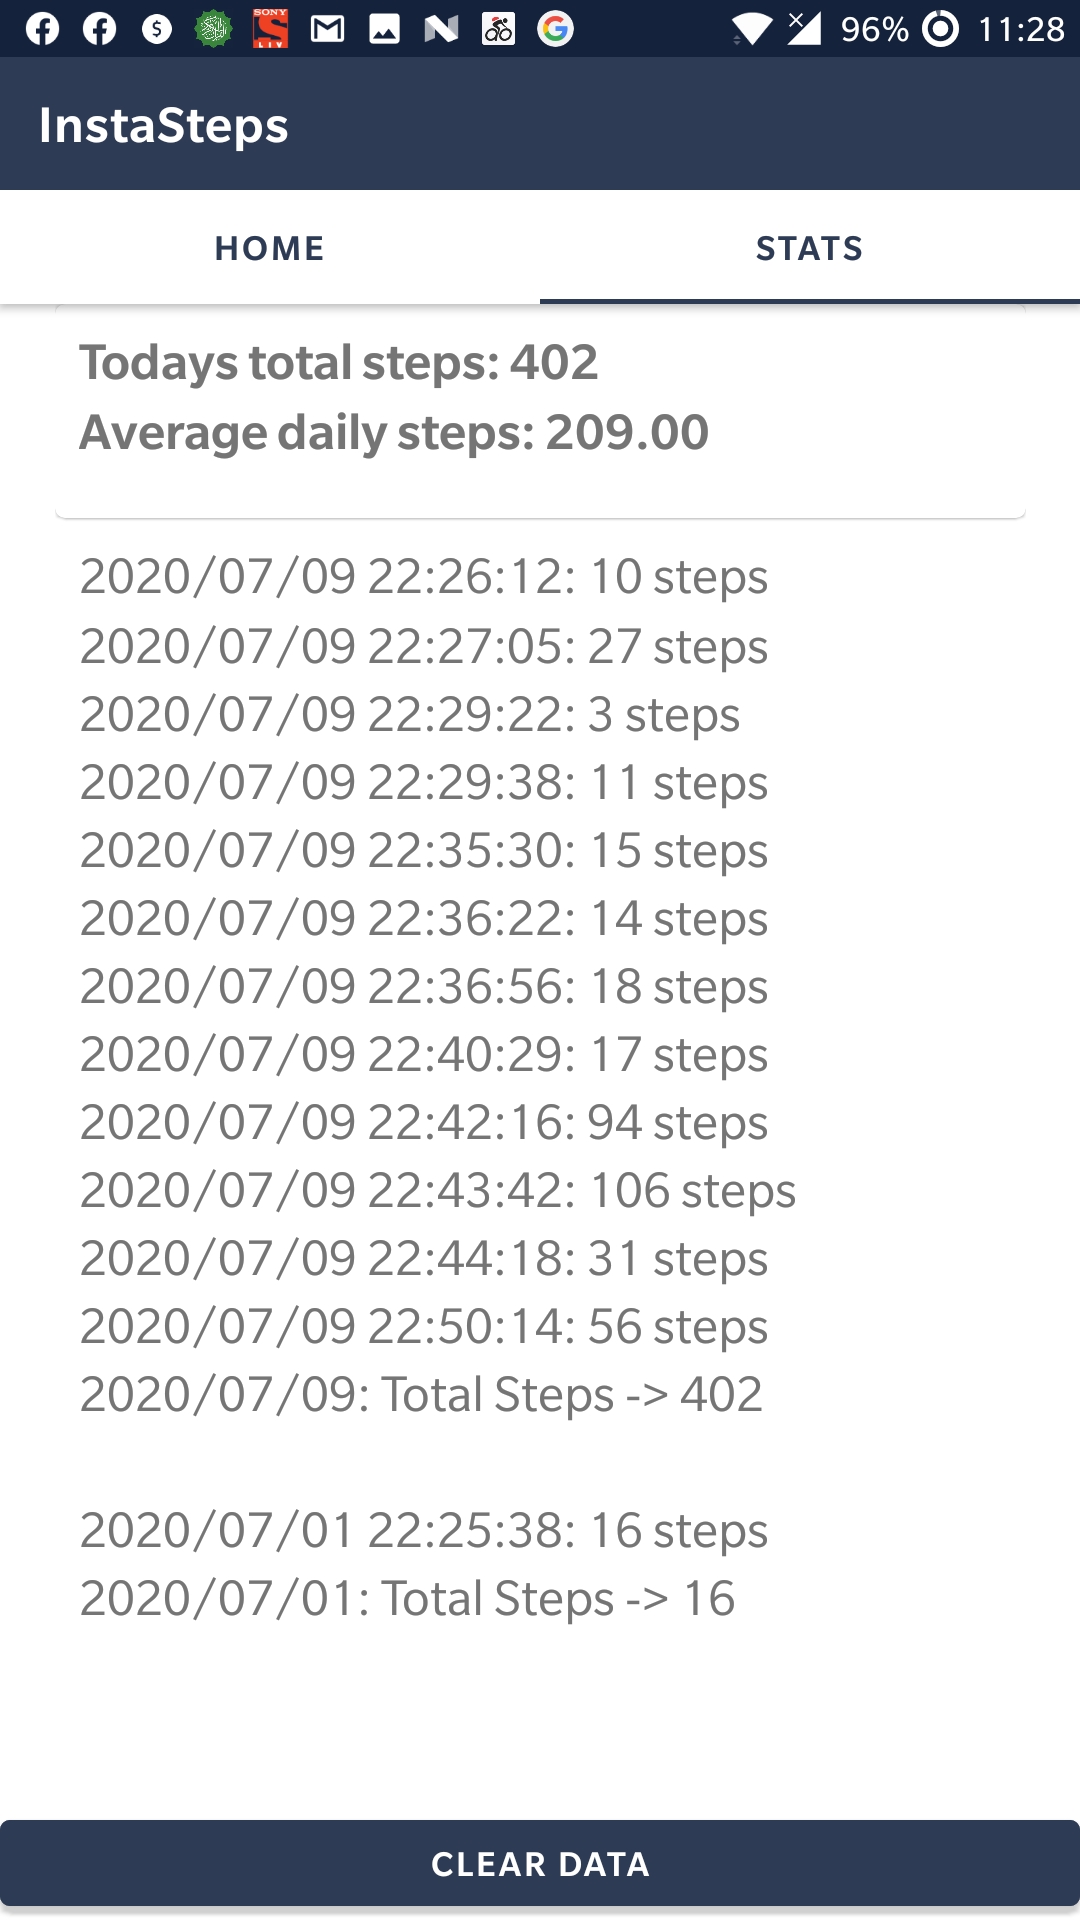 SONY
LIV
96%
11:28
InstaSteps
HOME
STATS
Todays total steps: 402
Average daily steps: 209.00
2020/07/09 22:26:12: 10 steps
2020/07/09 22:27:05: 27 steps
2020/07/09 22:29:22: 3 steps
2020/07/09 22:29:38: 11 steps
2020/07/09 22:35:30: 15 steps
2020/07/09 22:36:22: 14 steps
2020/07/09 22:36:56: 18 steps
2020/07/09 22:40:29: 17 steps
2020/07/09 22:42:16: 94 steps
2020/07/09 22:43:42: 106 steps
2020/07/09 22:44:18: 31 steps
2020/07/09 22:50:14: 56 steps
2020/07/09: Total Steps -> 402
2020/07/01 22:25:38: 16 steps
2020/07/01: Total Steps -> 16
CLEAR DATA